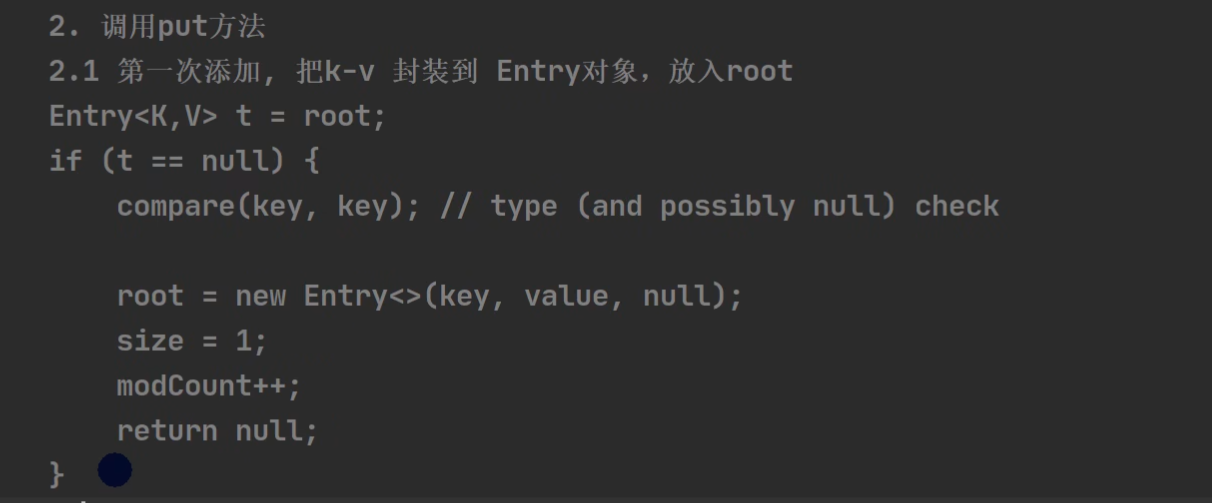 2. 调用put方法
2.1 第一次添加, 把k-v 封装到 Entry对象，放入root
Entry<K,V> t = root;
if (t == null) {
    compare(key, key); // type (and possibly null) check
    root = new Entry<>(key, value, null);
    size = 1;
    modCount++;
    return null;
}